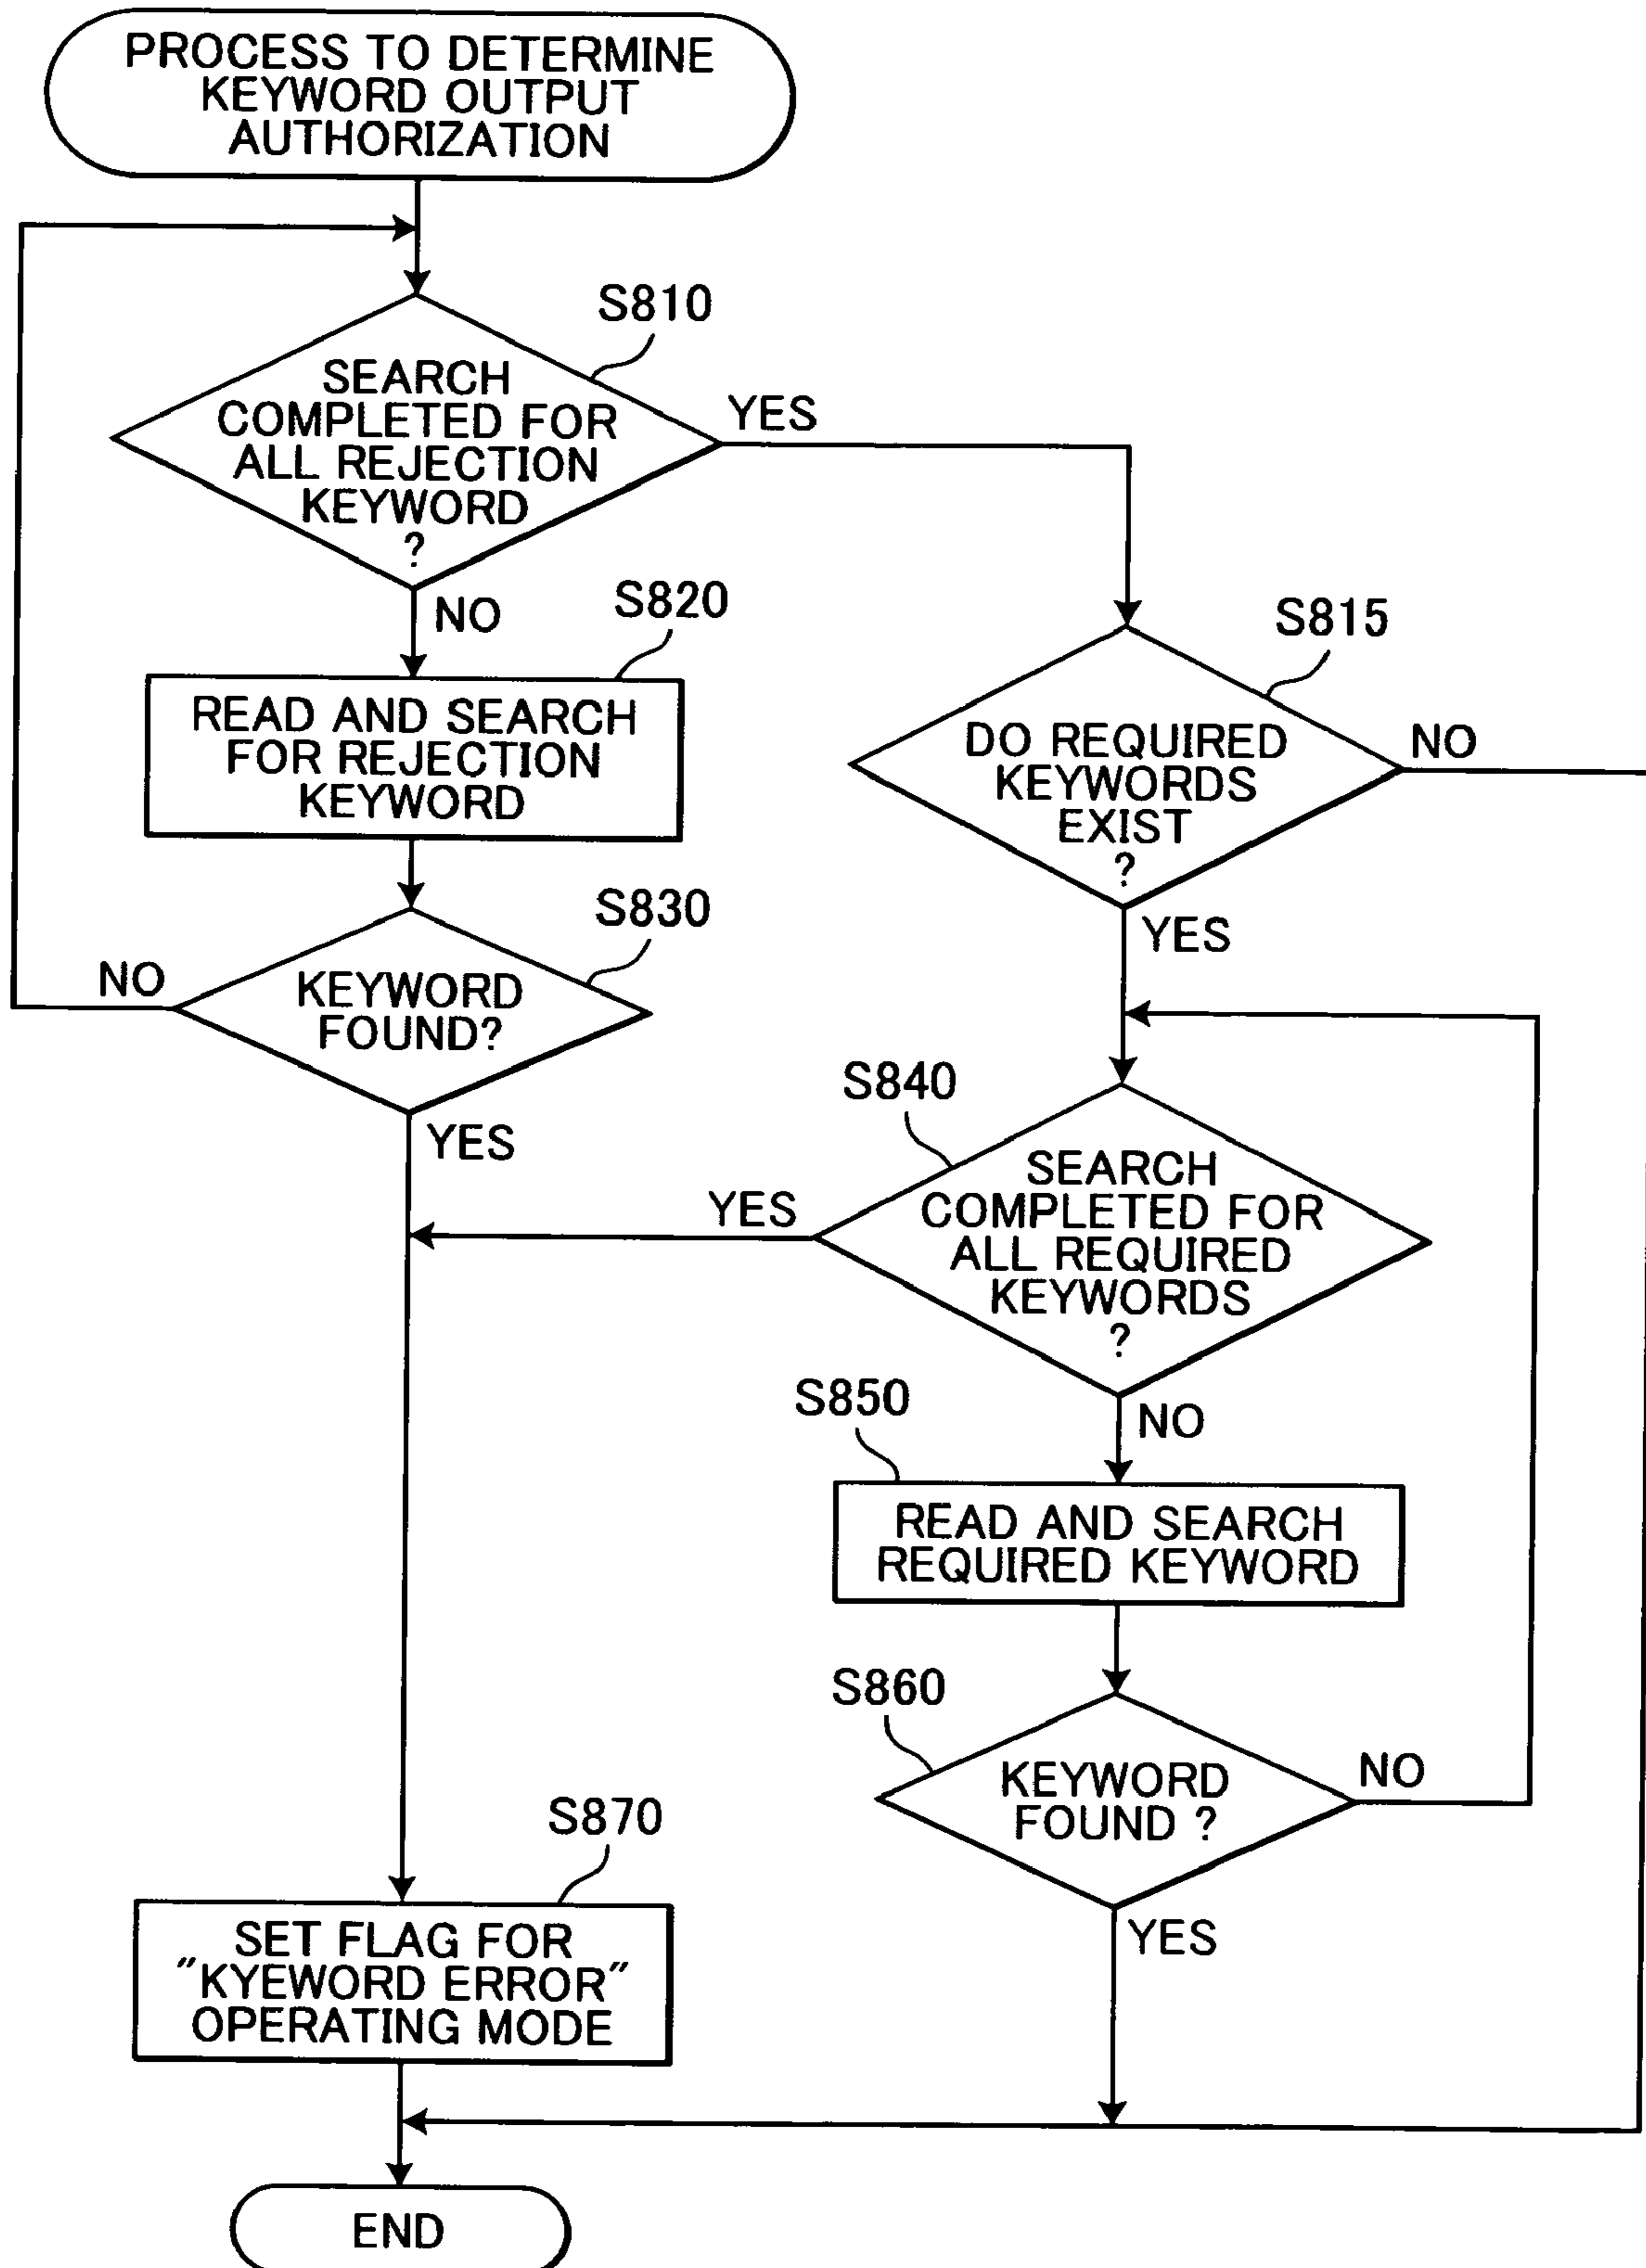 PROCESS TO DETERMINE
KEYWORD OUTPUT
AUTHORIZATION
S810
SEARCH
COMPLETED FOR
ALL REJECTION
KEYWORD
?
YES
NO
S820
READ AND SEARCH
FOR REJECTION
KEYWORD
S815
DO REQUIRED
KEYWORDS
EXIST
?
NO
YES
S830
KEYWORD
FOUND?
NO
YES
S840
SEARCH
COMPLETED FOR
ALL REQUIRED
KEYWORDS
?
YES
NO
S850
READ AND SEARCH
REQUIRED KEYWORD
S860
KEYWORD
FOUND ?
NO
YES
S870
SET FLAG FOR
"KYEWORD ERROR"
OPERATING MODE
END